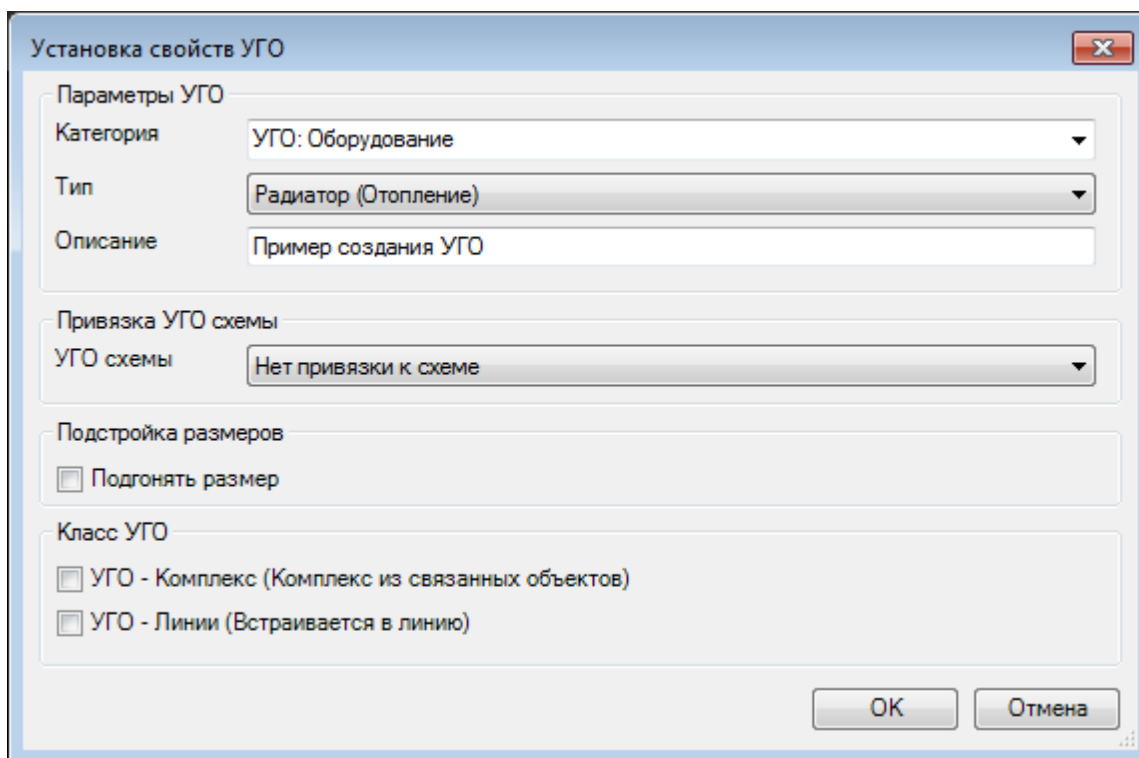 Установка свойств УГО
Параметры УГО
Категория УГО: Оборудование
Тип Радиатор (Отопление)
Описание Пример создания УГО
Привязка УГО схемы
УГО схемы Нет привязки к схеме
Подстройка размеров
Подгонять размер
Класс УГО
УГО - Комплекс (Комплекс из связанных объектов)
УГО - Линии (Встраивается в линию)
ОК Отмена